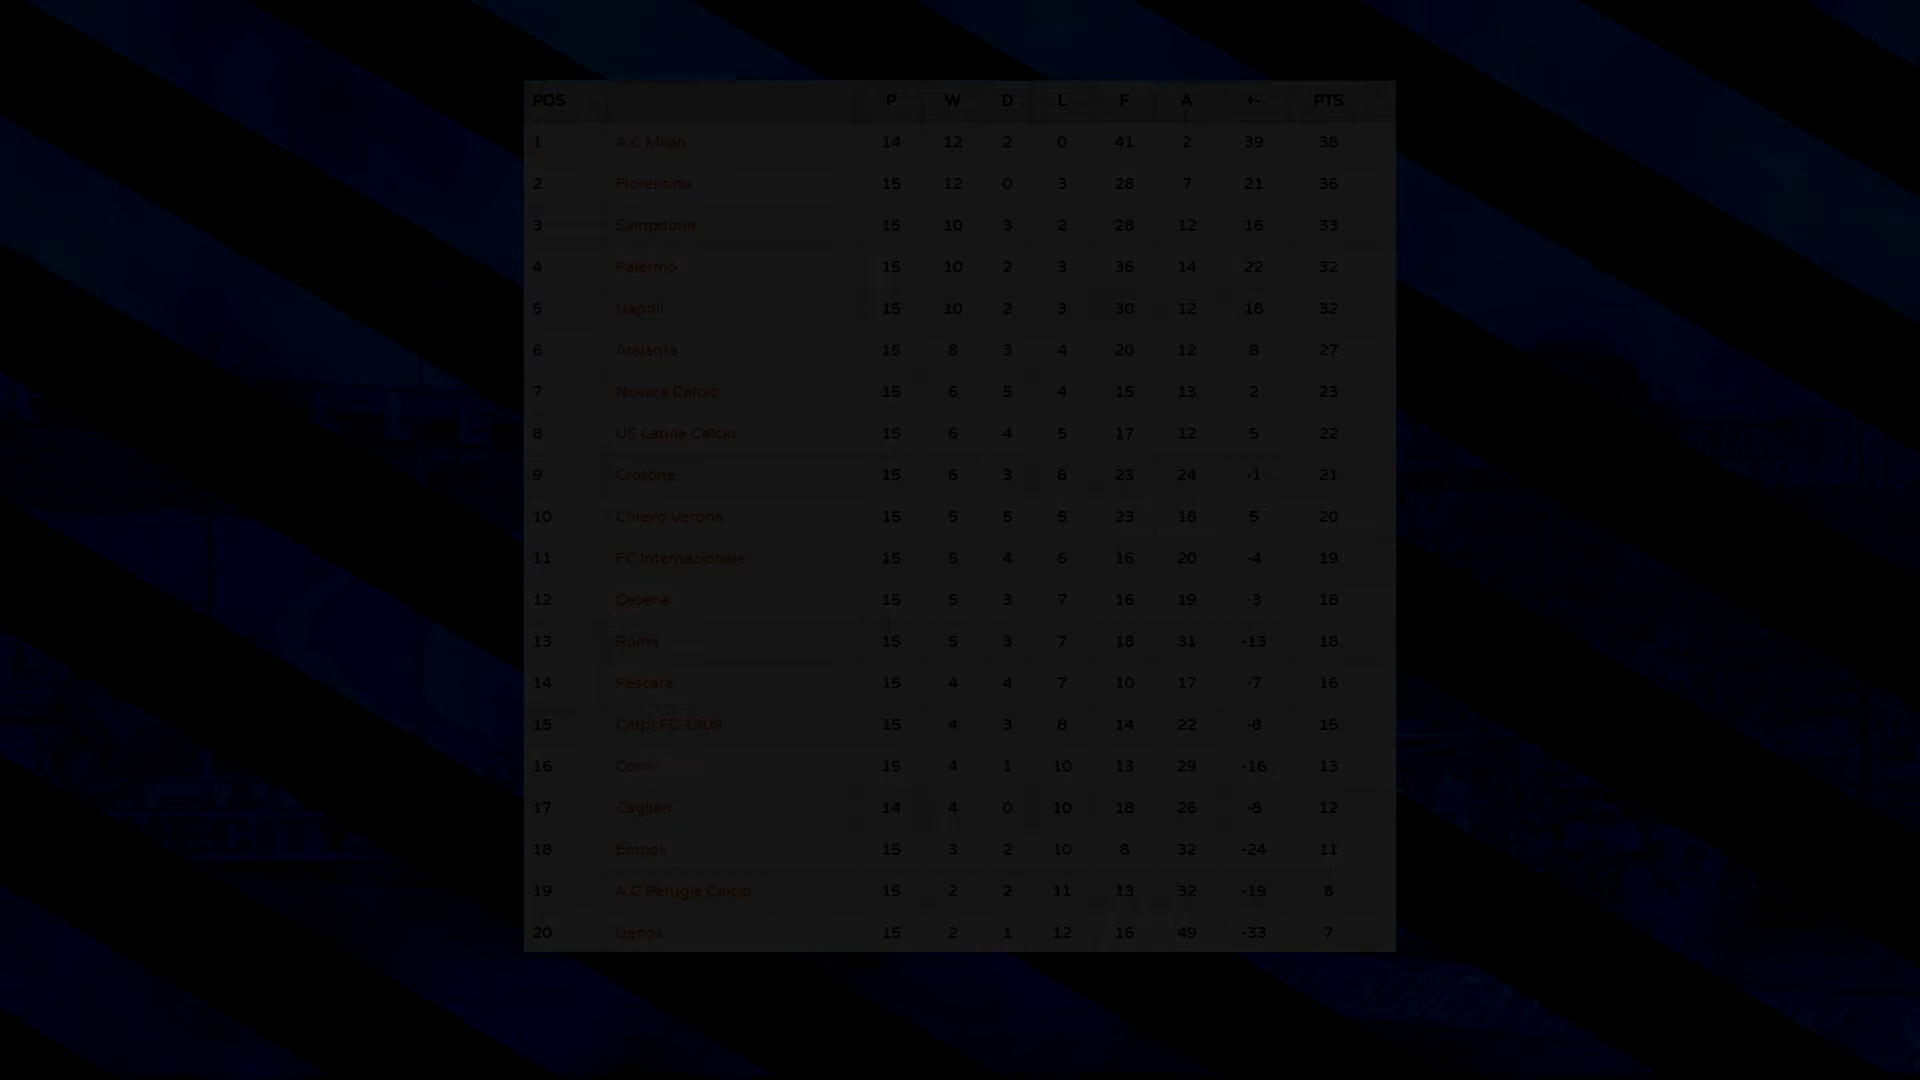 POS P W D L F A +- PTS
1 A.C Milan 14 12 2 0 41 2 39 38
2 Fiorentina 15 12 0 3 28 7 21 36
3 Sampdoria 15 10 3 2 28 12 16 33
4 Palermo 15 10 2 3 36 14 22 32
5 Napoli 15 10 2 3 30 12 18 32
6 Atalanta 15 8 3 4 20 12 8 27
7 Novara Calcio 15 6 5 4 15 13 2 23
8 US Latina Calcio 15 6 4 5 17 12 5 22
9 Crotone 15 6 3 6 23 24 -1 21
10 Chievo Verona 15 5 5 5 23 18 5 20
11 FC Internazionale 15 5 4 6 16 20 -4 19
12 Cesena 15 5 3 7 16 19 -3 18
13 Roma 15 5 3 7 18 31 -13 18
14 Pescara 15 4 4 7 10 17 -7 16
15 Carpi FC 1909 15 4 3 8 14 22 -8 15
16 Como 15 4 1 10 13 29 -16 13
17 Cagliari 14 4 0 10 18 26 -8 12
18 Empoli 15 3 2 10 8 32 -24 11
19 A.C Perugia Calcio 15 2 2 11 13 32 -19 8
20 Genoa 15 2 1 12 16 49 -33 7